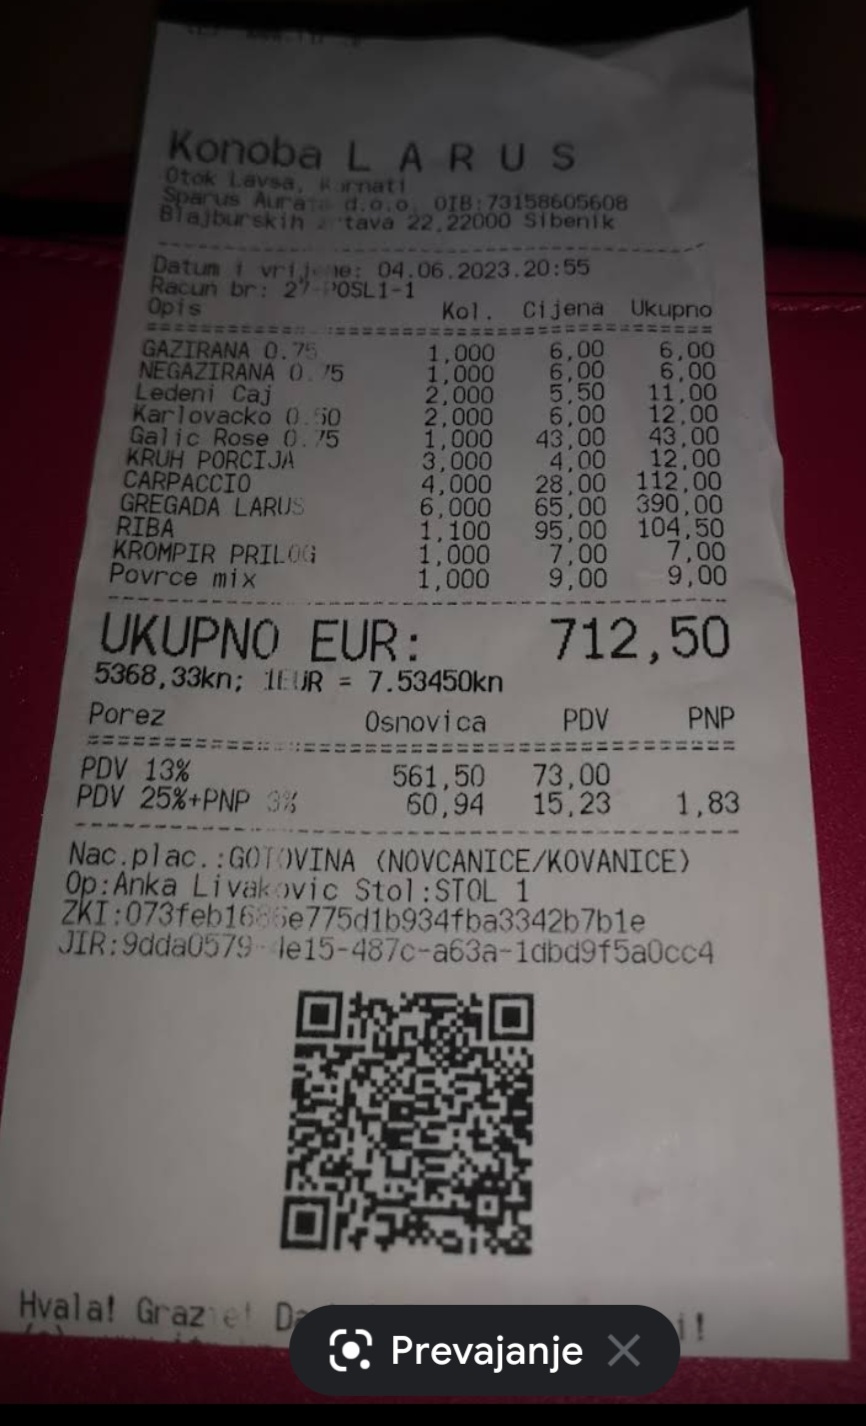 Konoba L A R U S
Otok Lavsa, Kornati
Sparus Aurata d.o.o. OIB:73158605608
Blajburskih 22,22000 Sibenik
Datum i vrijeme: 04.06.2023.20:55
Racun br: 27-POSL1-1
Opis Kol. Cijena Ukupno
GAZIRANA 0.75 1,000 6,00 6,00
NEGAZIRANA 0.75 1,000 6,00 6,00
Ledeni Caj 2,000 5,50 11,00
Karlovacko 0.50 2,000 6,00 12,00
Galic Rose 0.75 1,000 43,00 43,00
KRUH PORCIJA 3,000 4,00 12,00
CARPACCIO 4,000 28,00 112,00
GREGADA LARUS 6,000 65,00 390,00
RIBA 1,100 95,00 104,50
KROMPIR PRILOG 1,000 7,00 7,00
Povrce mix 1,000 9,00 9,00
UKUPNO EUR: 712,50
5368,33kn; 1EUR = 7.53450kn
Porez Osnovica PDV PNP
PDV 13% 561,50 73,00
PDV 25%+PNP 3% 60,94 15,23 1,83
Nac.plac.:GOTOVINA (NOVCANICE/KOVANICE)
Op:Anka Livakovic Stol:STOL 1
Hvala! Grazie!
Prevajanje